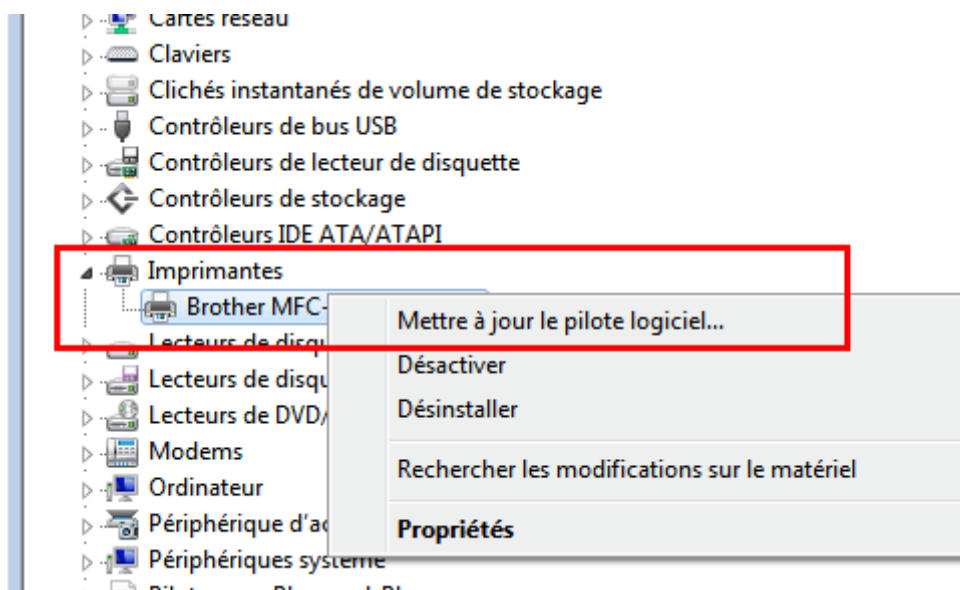 Cartes réseau
Claviers
Clichés instantanés de volume de stockage
Contrôleurs de bus USB
Contrôleurs de lecteur de disquette
Contrôleurs de stockage
Contrôleurs IDE ATA/ATAPI
Imprimantes
Brother MFC-
Mettre à jour le pilote logiciel...
Lecteurs de disqu
Désactiver
Lecteurs de disqu
Désinstaller
Lecteurs de DVD/
Modems
Rechercher les modifications sur le matériel
Ordinateur
Périphérique d'ac
Propriétés
Périphériques système